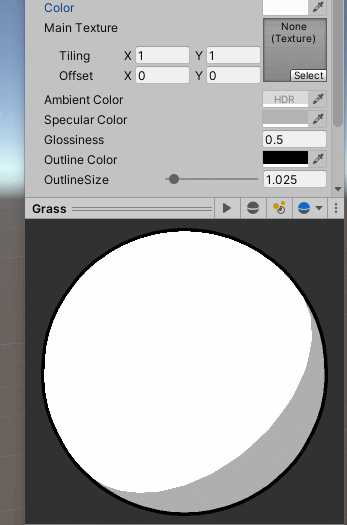 Color
Main Texture
None
(Texture)
Tiling X 1 Y 1
Offset X 0 Y 0
Select
Ambient Color HDR
Specular Color
Glossiness 0.5
Outline Color
OutlineSize 1.025
Grass